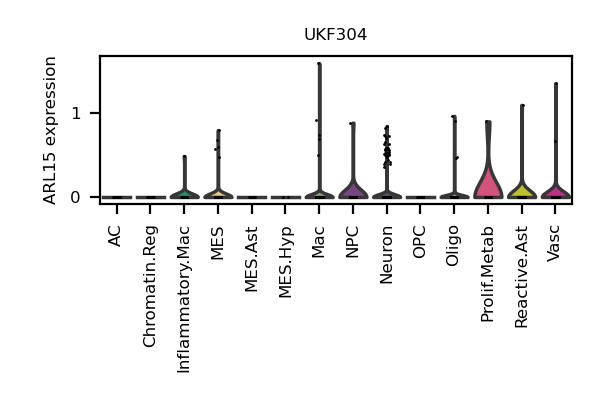 UKF304
ARL15 expression
1
0
AC
Chromatin.Reg
Inflammatory.Mac
MES
MES.Ast
MES.Hyp
Mac
NPC
Neuron
OPC
Oligo
Prolif.Metab
Reactive.Ast
Vasc